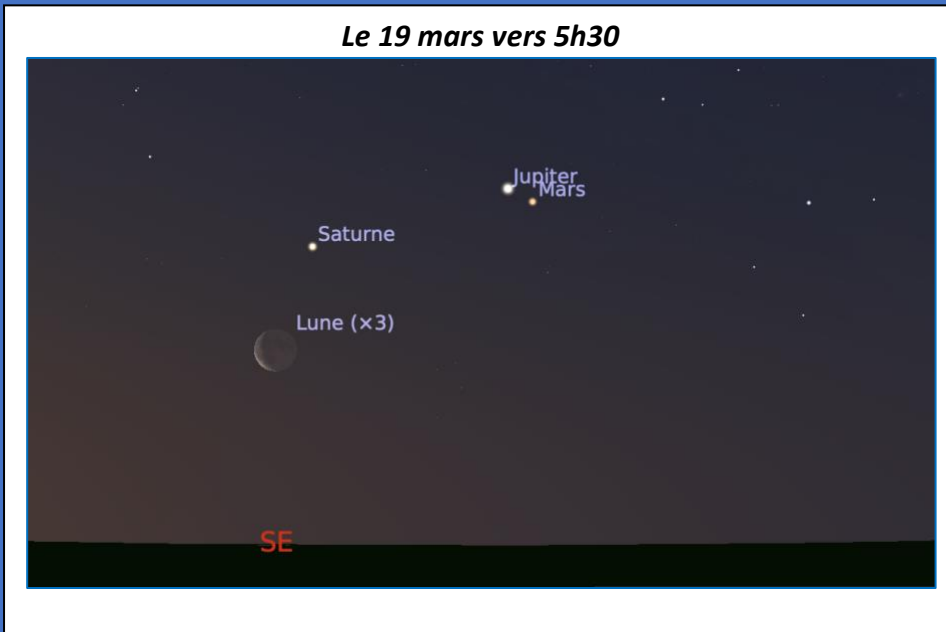 Le 19 mars vers 5h30
Jupiter
Mars
Saturne
Lune (×3)
SE